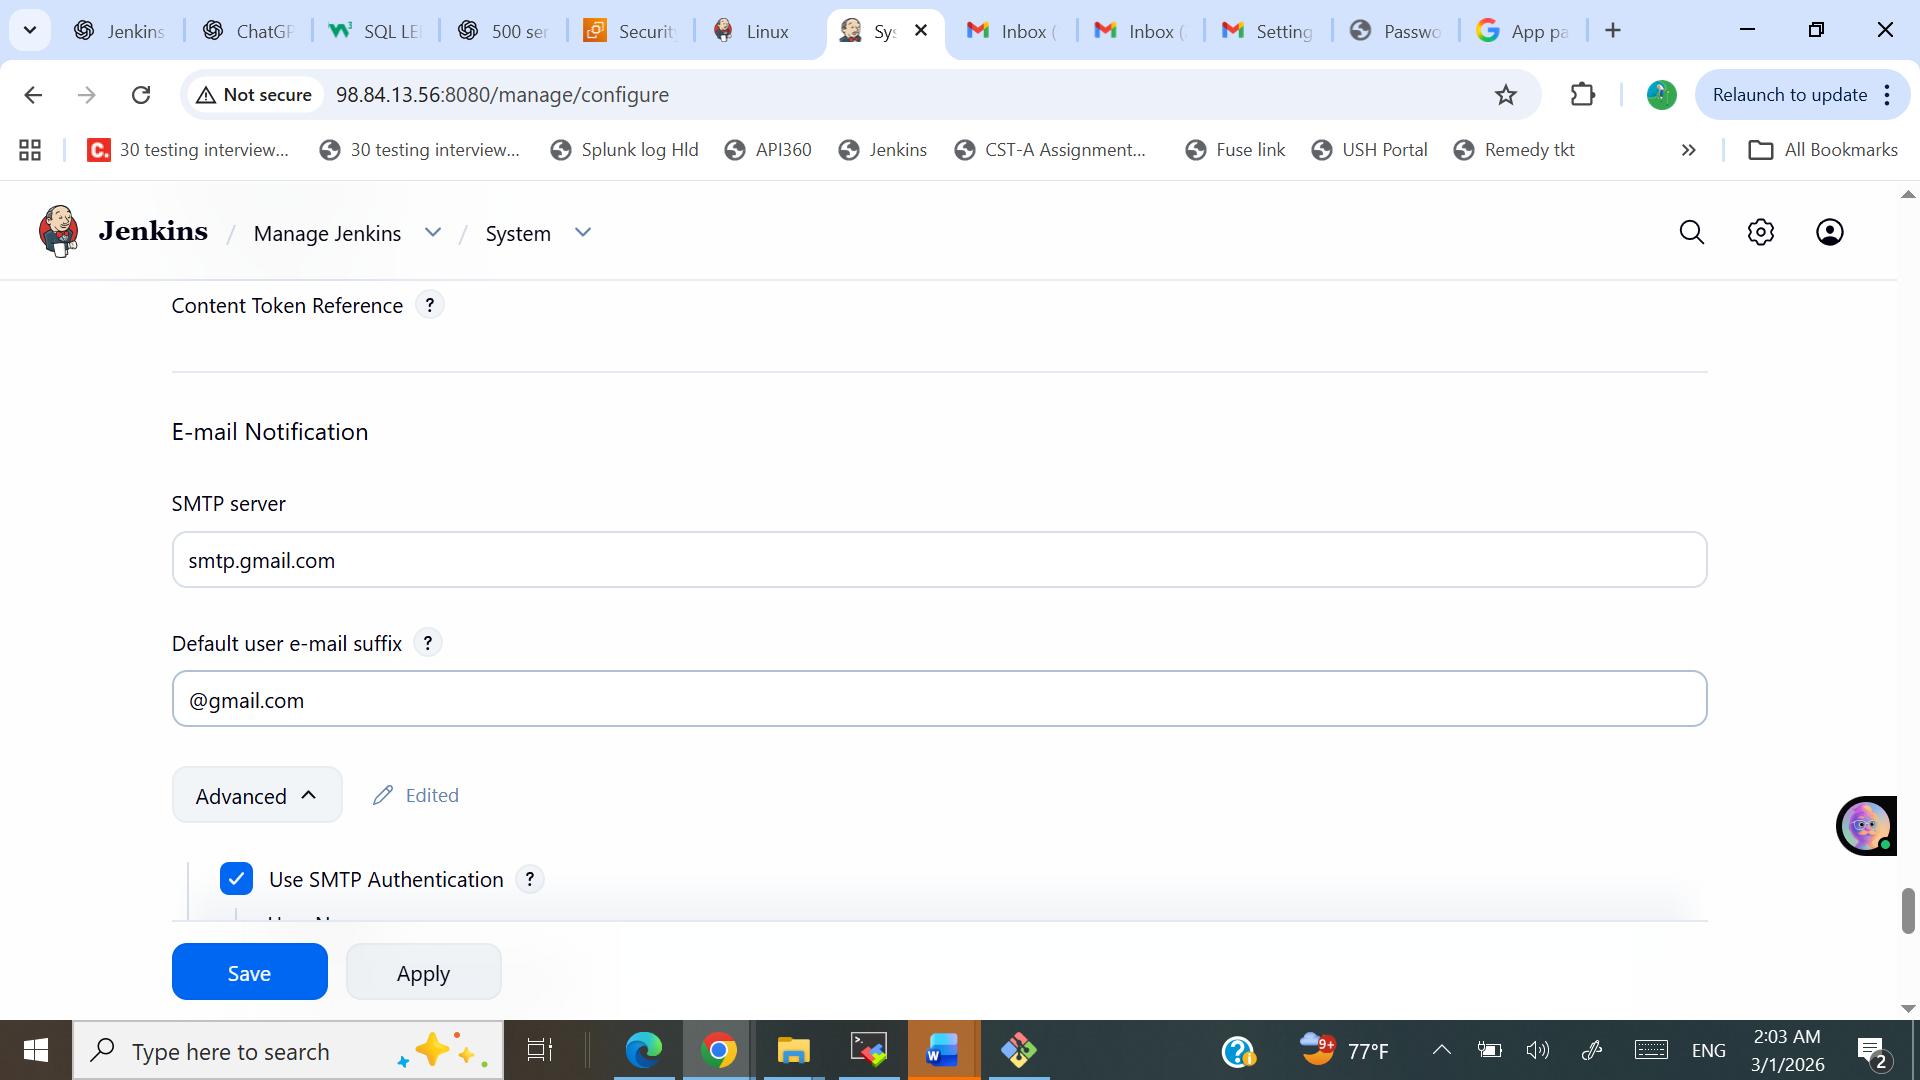 Jenkins
ChatGP
SQL LE
500 ser
Security
Linux
Sys
Inbox (
Inbox (
Setting
Passwo
App pa
Not secure
98.84.13.56:8080/manage/configure
Relaunch to update
30 testing interview...
30 testing interview...
Splunk log Hld
API360
Jenkins
CST-A Assignment...
Fuse link
USH Portal
Remedy tkt
»
All Bookmarks
Jenkins / Manage Jenkins / System
Content Token Reference ?
E-mail Notification
SMTP server
smtp.gmail.com
Default user e-mail suffix ?
@gmail.com
Advanced
Edited
Use SMTP Authentication ?
Save
Apply
Type here to search
9+
77°F
ENG
2:03 AM
3/1/2026
2